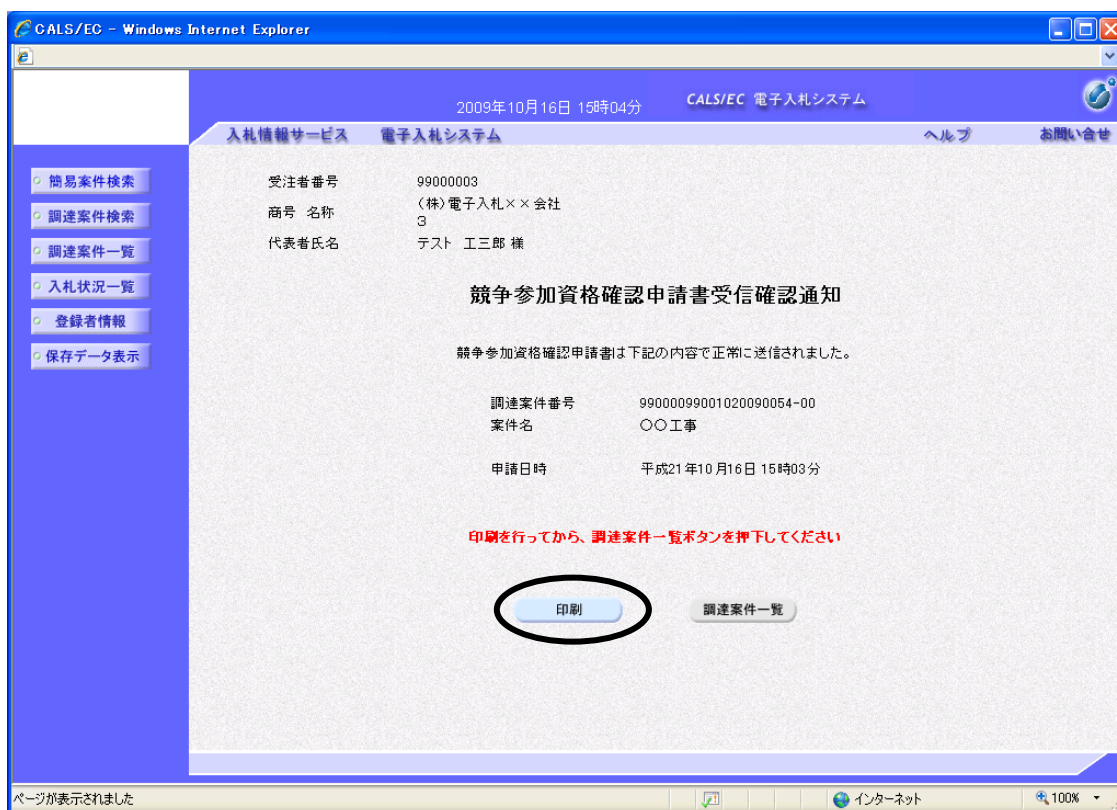 CALS/EC - Windows Internet Explorer
2009年10月16日 15時04分
CALS/EC 電子入札システム
入札情報サービス 電子入札システム ヘルプ お問い合せ
簡易案件検索
調達案件検索
調達案件一覧
入札状況一覧
登録者情報
保存データ表示
受注者番号 99000003
商号 名称 (株)電子入札××会社
3
代表者氏名 テスト 工三郎 様
競争参加資格確認申請書受信確認通知
競争参加資格確認申請書は下記の内容で正常に送信されました。
調達案件番号 99000099001020090054-00
案件名 〇〇工事
申請日時 平成21年10月16日 15時03分
印刷を行ってから、調達案件一覧ボタンを押下してください
印刷 調達案件一覧
ページが表示されました インターネット 100%